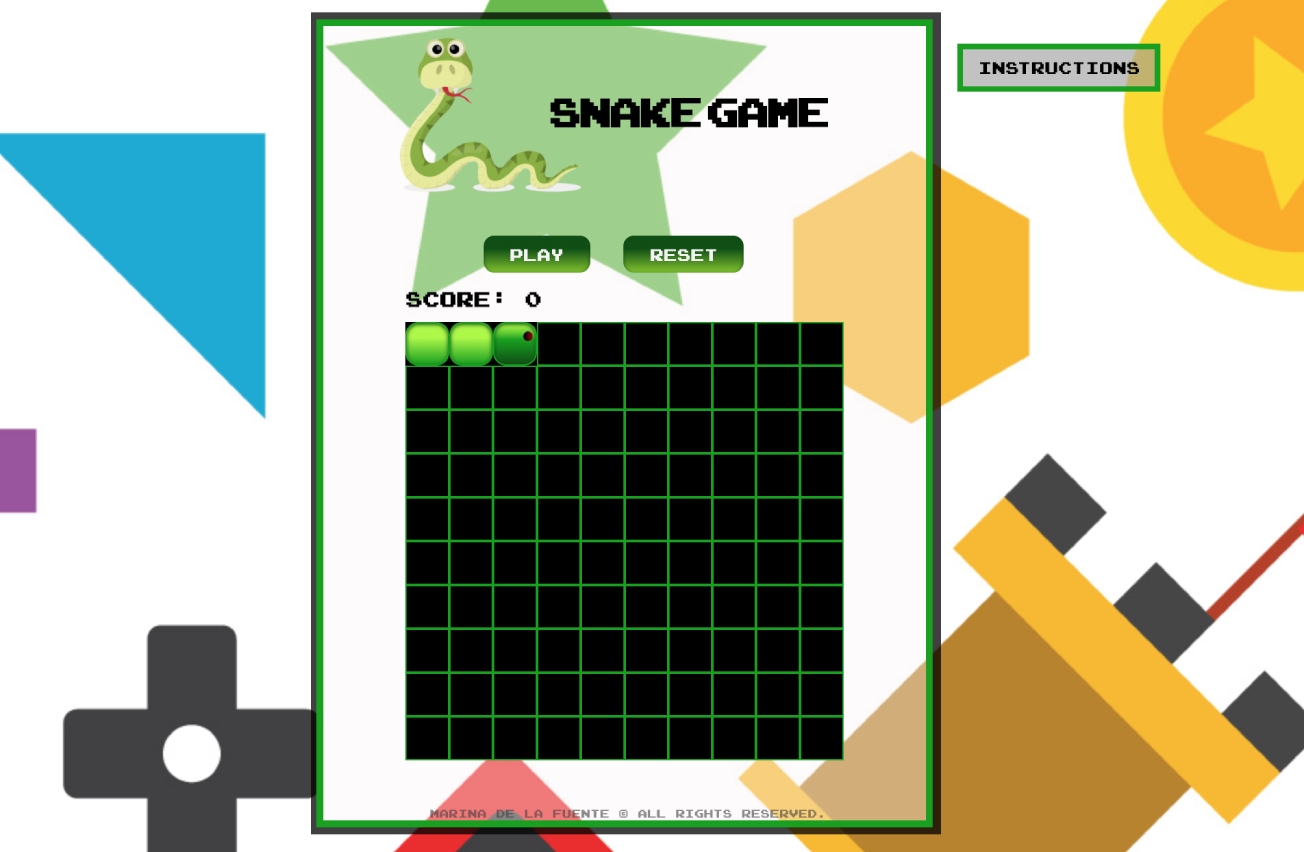 INSTRUCTIONS
SNAKE GAME
PLAY
RESET
SCORE: 0
MARINA DE LA FUENTE © ALL RIGHTS RESERVED.